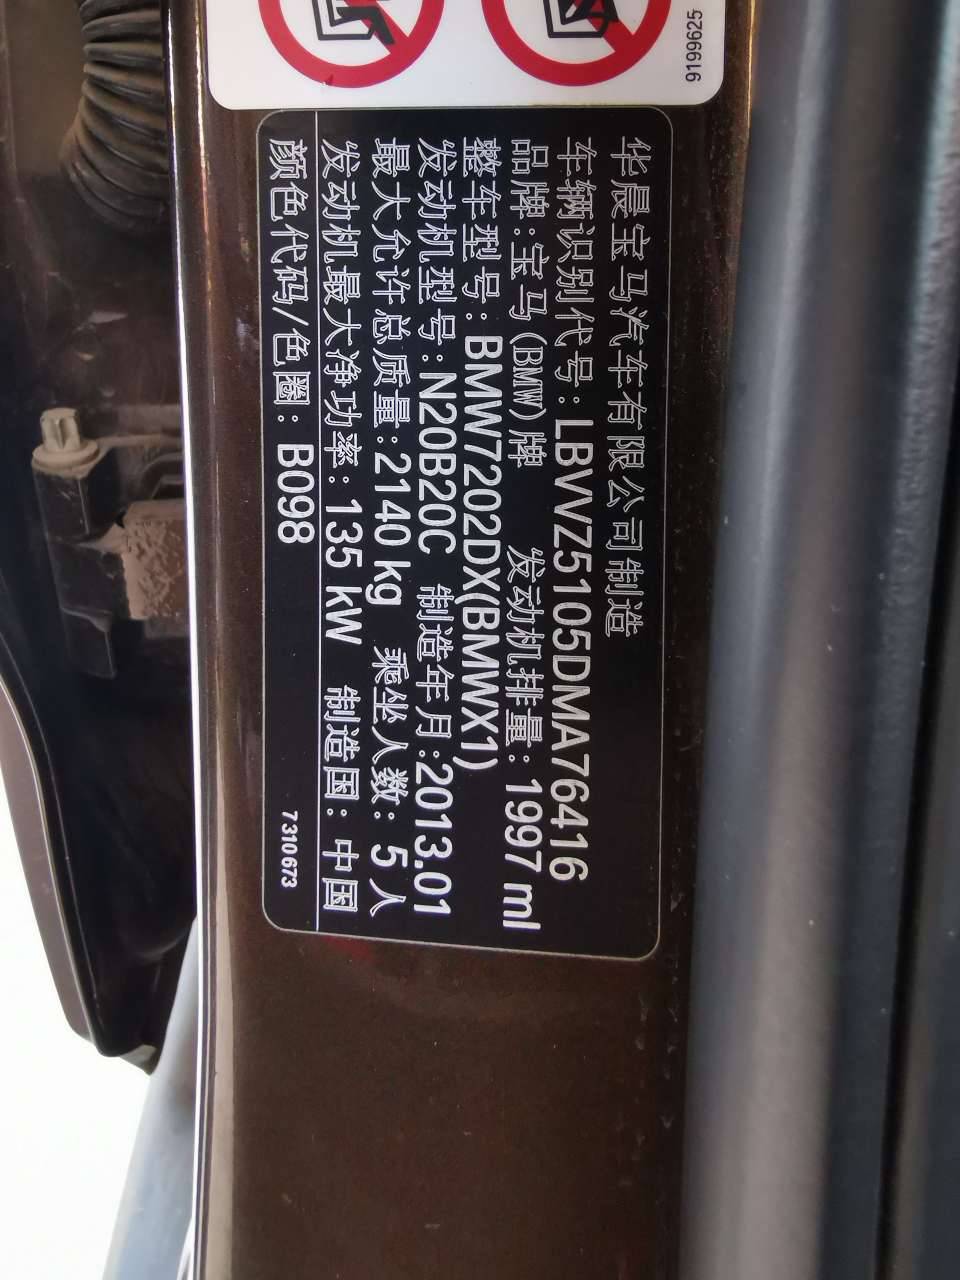 9199625
华晨宝马汽车有限公司制造
车辆识别代号: LBVVZ5105DMA76416
品牌:宝马(BMW)牌 发动机排量: 1997 ml
整车型号: BMW7202DX(BMWX1)
发动机型号:N20B20C 制造年月:2013.01
最大允许总质量:2140 kg 乘坐人数: 5 人
发动机最大净功率: 135 kW 制造国: 中国
颜色代码/色圈: B098
7310673